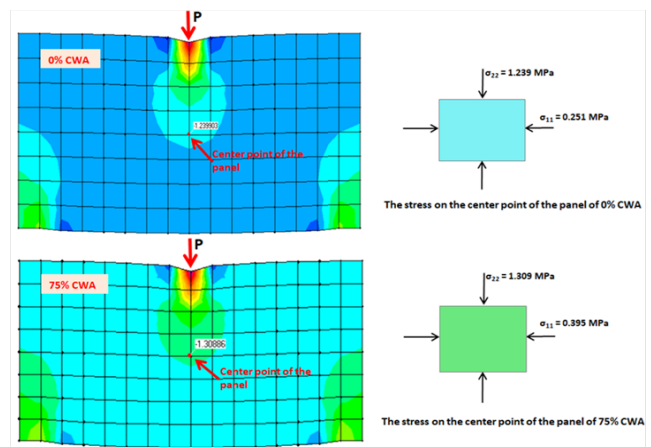 P
0% CWA
1.239903
Center point of the
panel
σ22 = 1.239 MPa
σ11 = 0.251 MPa
The stress on the center point of the panel of 0% CWA
P
75% CWA
-1.30886
Center point of the
panel
σ22 = 1.309 MPa
σ11 = 0.395 MPa
The stress on the center point of the panel of 75% CWA